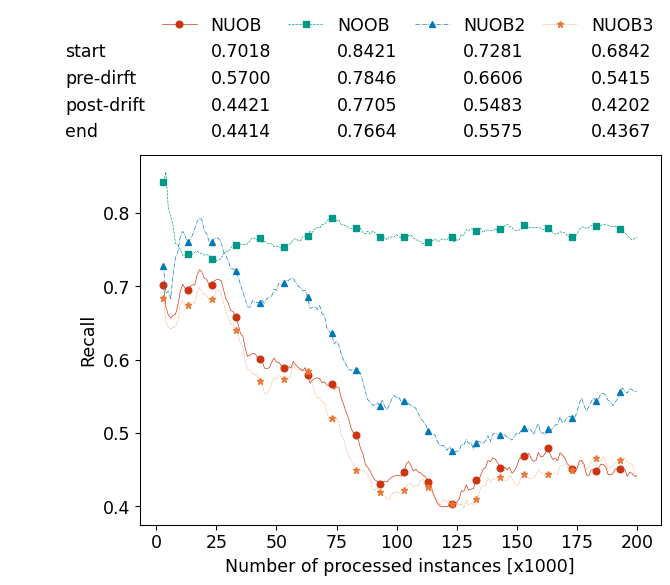 NUOB NOOB NUOB2 NUOB3
start 0.7018 0.8421 0.7281 0.6842
pre-dirft 0.5700 0.7846 0.6606 0.5415
post-drift 0.4421 0.7705 0.5483 0.4202
end 0.4414 0.7664 0.5575 0.4367
0.8
0.7
0.6
0.5
0.4
Recall
0 25 50 75 100 125 150 175 200
Number of processed instances [x1000]